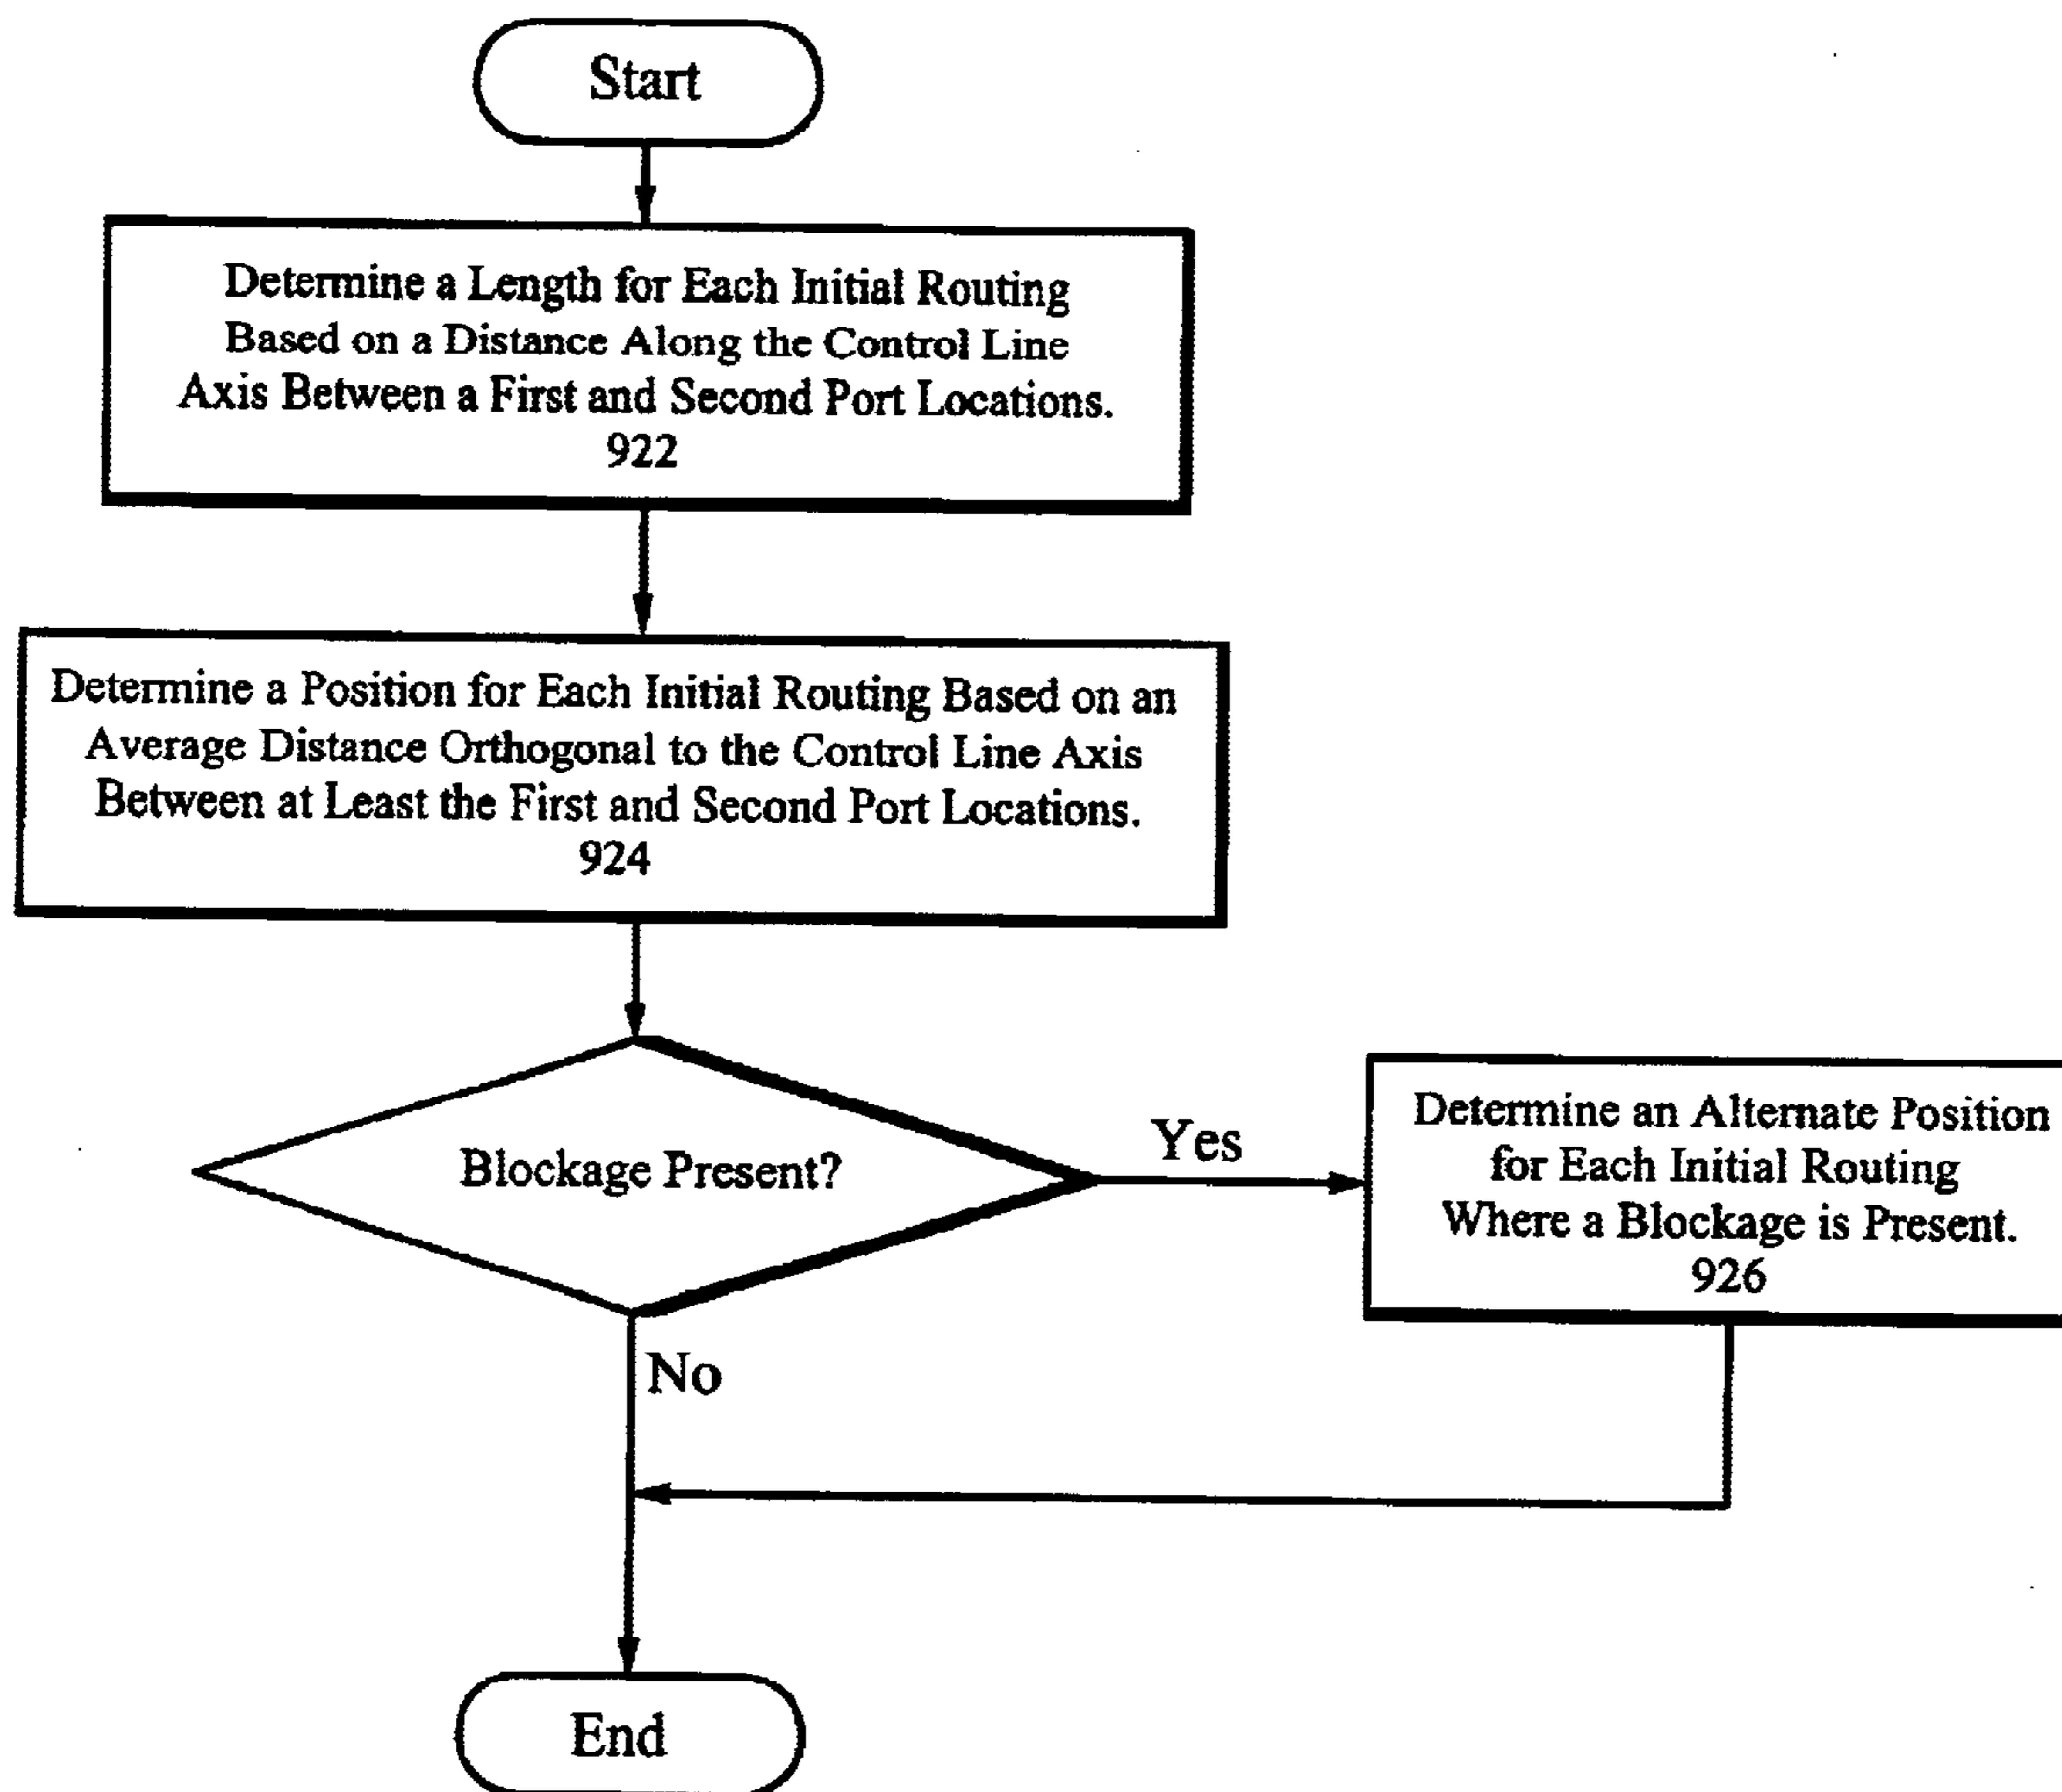 Start
Determine a Length for Each Initial Routing
Based on a Distance Along the Control Line
Axis Between a First and Second Port Locations.
922
Determine a Position for Each Initial Routing Based on an
Average Distance Orthogonal to the Control Line Axis
Between at Least the First and Second Port Locations.
924
Blockage Present?
Yes
Determine an Alternate Position
for Each Initial Routing
Where a Blockage is Present.
926
No
End